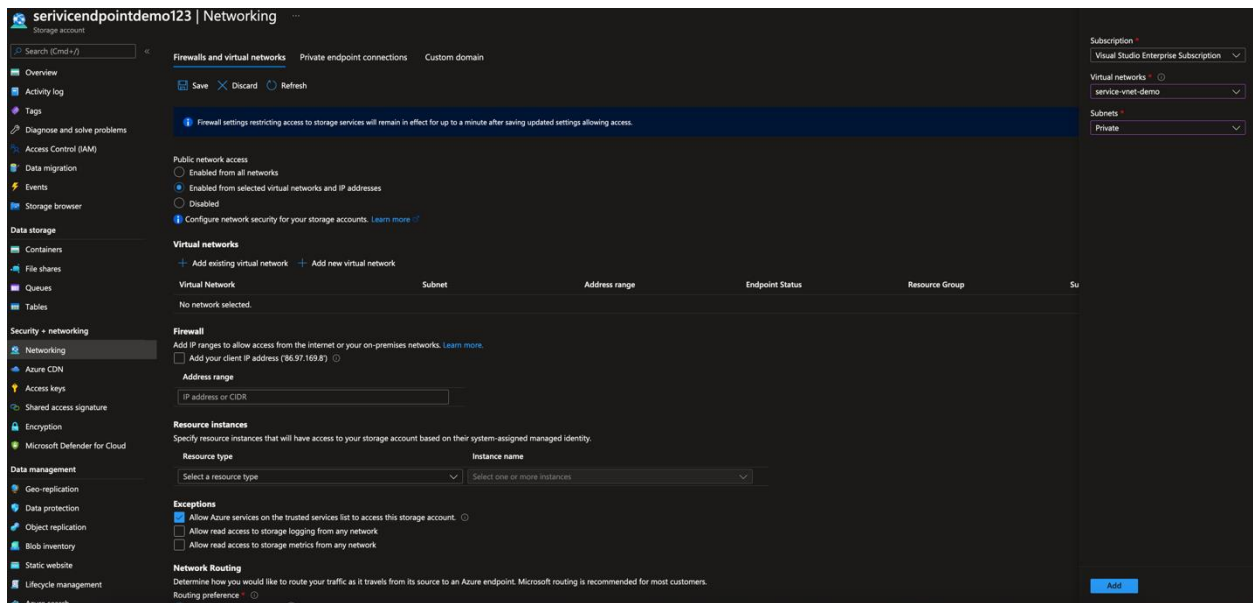 serivicendpointdemo123 | Networking ...
Storage account
Search (Cmd+/)
«
Overview
Activity log
Tags
Diagnose and solve problems
Access Control (IAM)
Data migration
Events
Storage browser
Data storage
Containers
File shares
Queues
Tables
Security + networking
Networking
Azure CDN
Access keys
Shared access signature
Encryption
Microsoft Defender for Cloud
Data management
Geo-replication
Data protection
Object replication
Blob inventory
Static website
Lifecycle management
Firewalls and virtual networks Private endpoint connections Custom domain
Save Discard Refresh
Firewall settings restricting access to storage services will remain in effect for up to a minute after saving updated settings allowing access.
Public network access
Enabled from all networks
Enabled from selected virtual networks and IP addresses
Disabled
Configure network security for your storage accounts. Learn more
Virtual networks
+ Add existing virtual network + Add new virtual network
Virtual Network Subnet Address range Endpoint Status Resource Group Su
No network selected.
Firewall
Add IP ranges to allow access from the internet or your on-premises networks. Learn more.
Add your client IP address ('86.97.169.8')
Address range
IP address or CIDR
Resource instances
Specify resource instances that will have access to your storage account based on their system-assigned managed identity.
Resource type Instance name
Select a resource type Select one or more instances
Exceptions
Allow Azure services on the trusted services list to access this storage account.
Allow read access to storage logging from any network
Allow read access to storage metrics from any network
Network Routing
Determine how you would like to route your traffic as it travels from its source to an Azure endpoint. Microsoft routing is recommended for most customers.
Routing preference *
Subscription *
Visual Studio Enterprise Subscription
Virtual networks *
service-vnet-demo
Subnets *
Private
Add